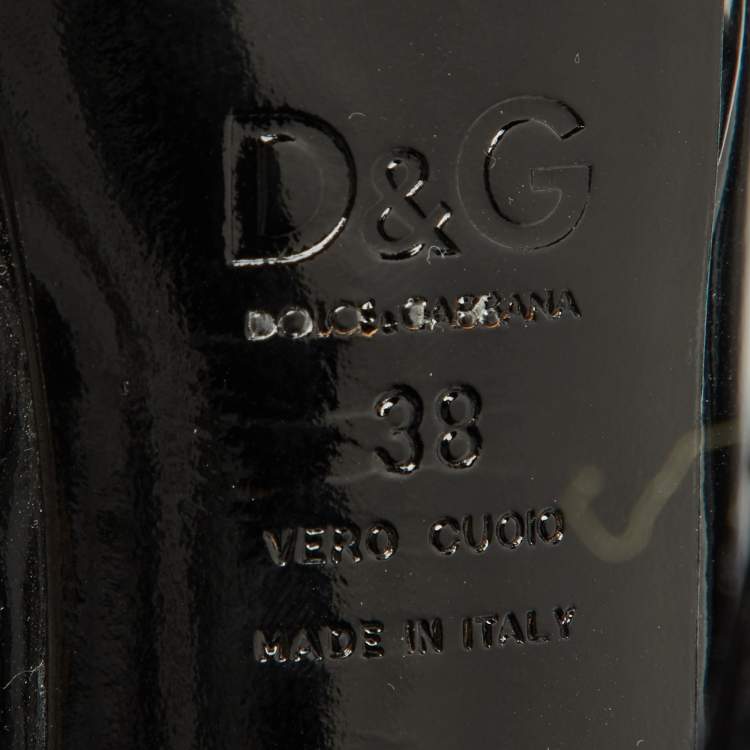 D&G
DOLCE&GABBANA
38
VERO CUOIO
MADE IN ITALY